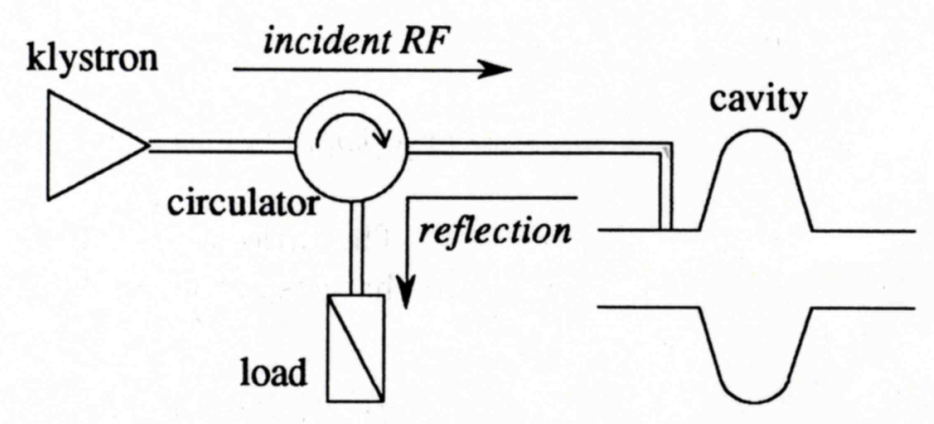 incident RF
klystron
cavity
circulator
reflection
load